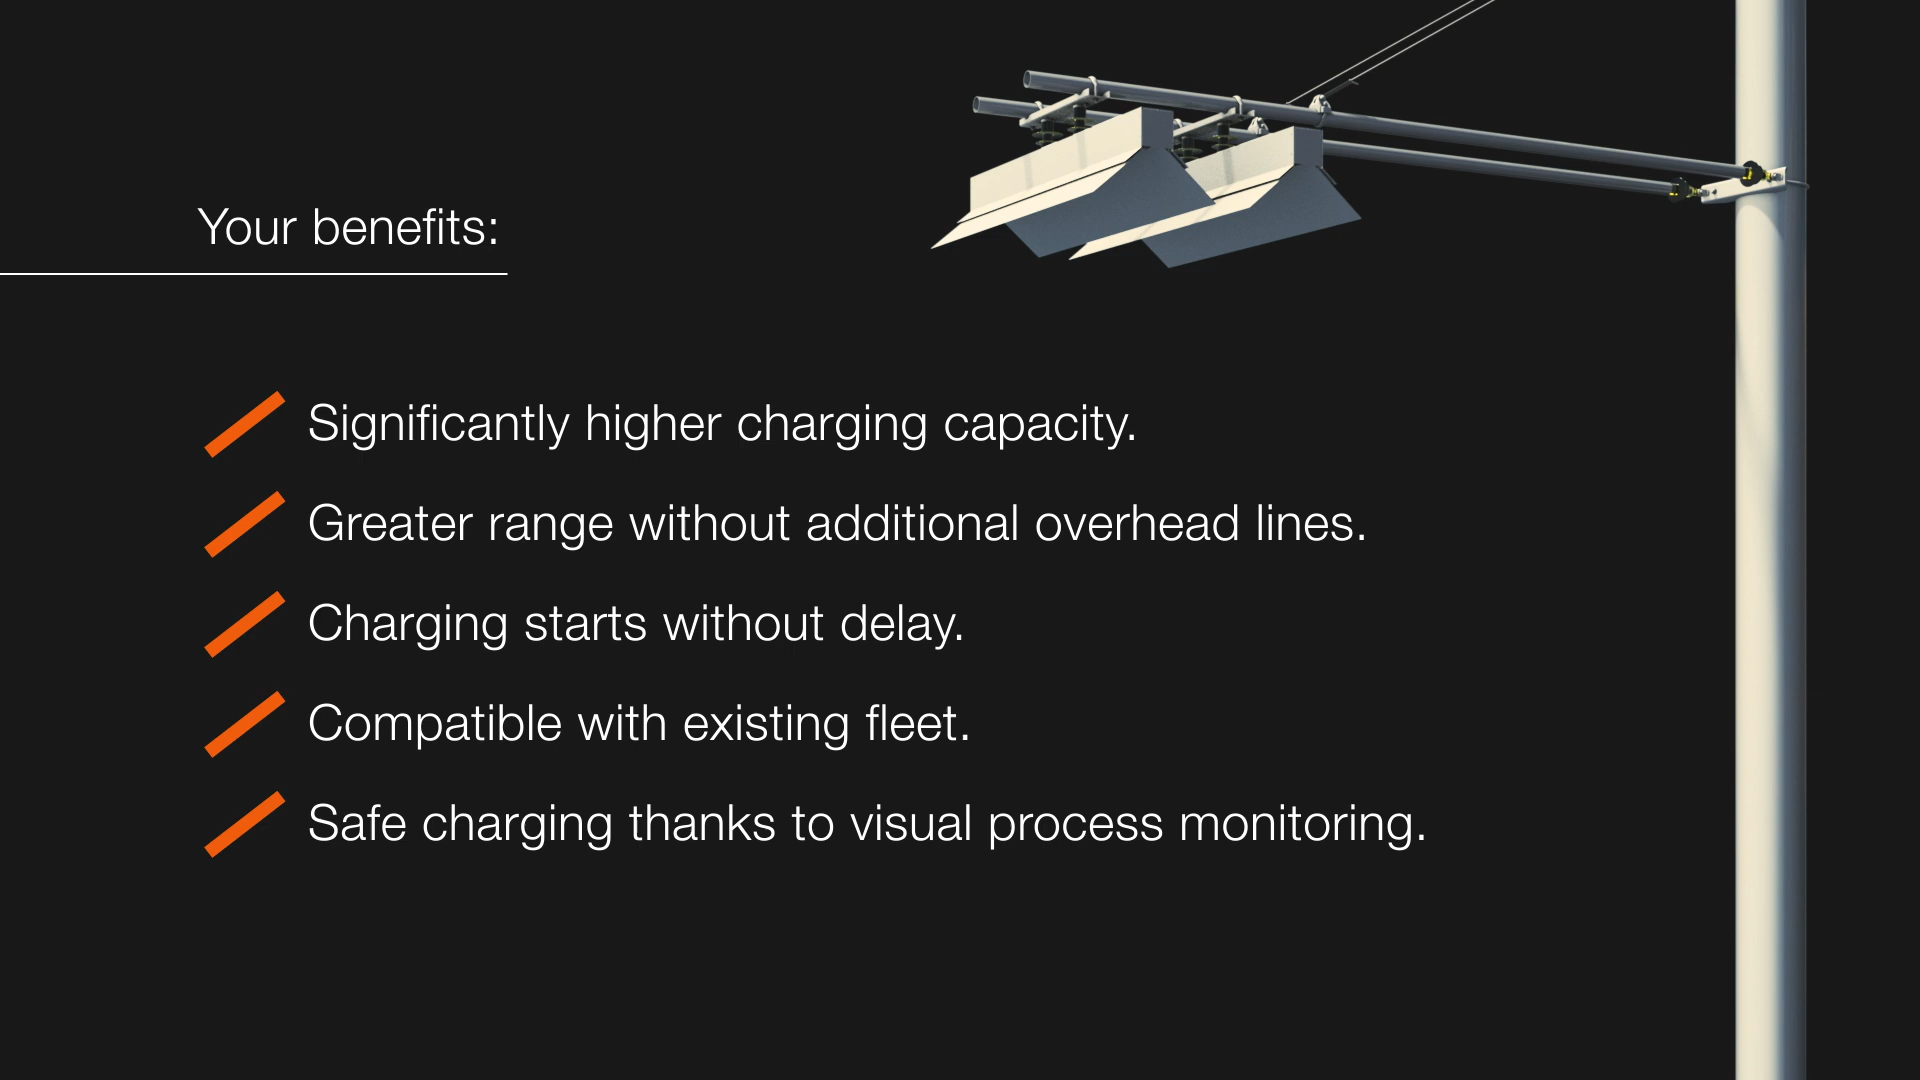 Your benefits:
Significantly higher charging capacity.
Greater range without additional overhead lines.
Charging starts without delay.
Compatible with existing fleet.
Safe charging thanks to visual process monitoring.